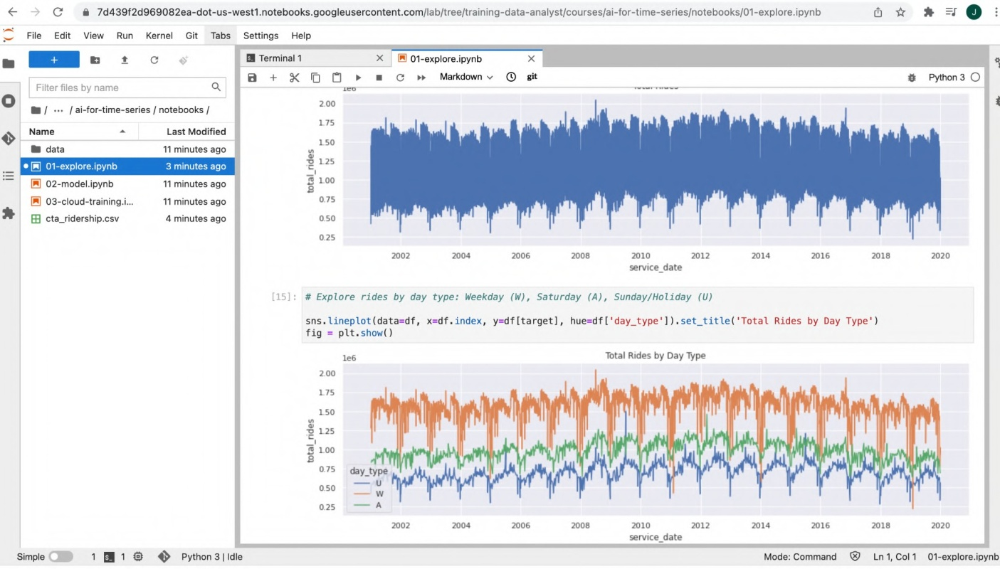 7d439f2d969082ea-dot-us-west1.notebooks.googleusercontent.com/lab/tree/training-data-analyst/courses/ai-for-time-series/notebooks/01-explore.ipynb
J
File Edit View Run Kernel Git Tabs Settings Help
+
Filter files by name
/ ... / ai-for-time-series / notebooks /
Name Last Modified
data 11 minutes ago
01-explore.ipynb 3 minutes ago
02-model.ipynb 11 minutes ago
03-cloud-training.i... 11 minutes ago
cta_ridership.csv 4 minutes ago
Terminal 1
01-explore.ipynb
Markdown
git
Python 3
1e6
Total Rides
2.00
1.75
1.50
1.25
1.00
0.75
0.50
0.25
total_rides
2002 2004 2006 2008 2010 2012 2014 2016 2018 2020
service_date
[15]: # Explore rides by day type: Weekday (W), Saturday (A), Sunday/Holiday (U)
sns.lineplot(data=df, x=df.index, y=df[target], hue=df['day_type']).set_title('Total Rides by Day Type')
fig = plt.show()
1e6
Total Rides by Day Type
2.00
1.75
1.50
1.25
1.00
0.75
0.50
0.25
total_rides
day_type
U
W
A
2002 2004 2006 2008 2010 2012 2014 2016 2018 2020
service_date
Simple 1 1 Python 3 | Idle
Mode: Command Ln 1, Col 1 01-explore.ipynb